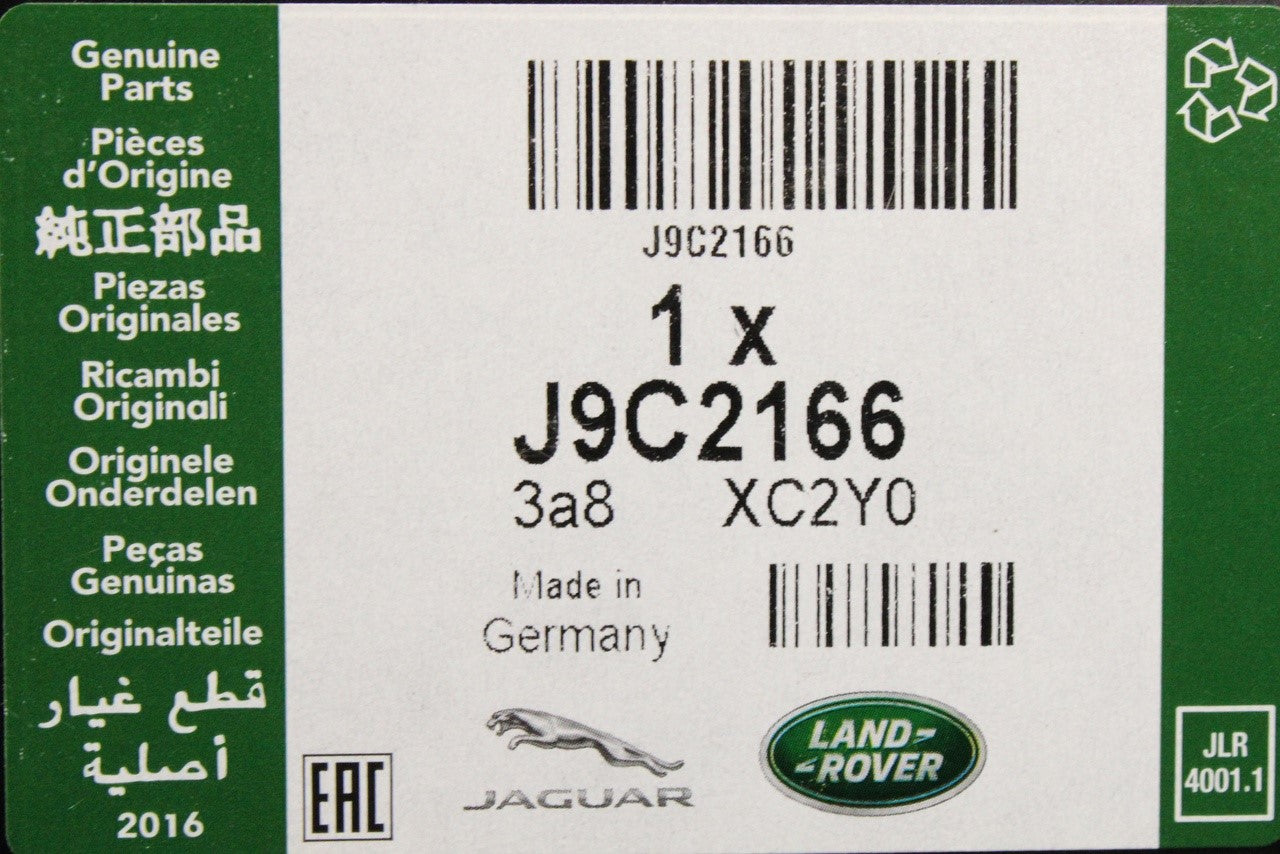 Genuine
Parts
Pièces
d'Origine
純正部品
Piezas
Originales
Ricambi
Originali
Originele
Onderdelen
Peças
Genuinas
Originalteile
قطع غيار
أصلية
2016
J9C2166
1 x
J9C2166
3a8 XC2Y0
Made in
Germany
EAC
JAGUAR
LAND-
-ROVER
JLR
4001.1